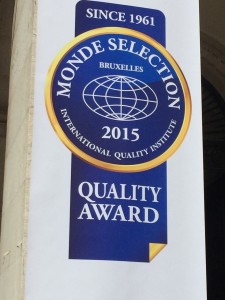 SINCE 1961
MONDE SELECTION
BRUXELLES
2015
INTERNATIONAL QUALITY INSTITUTE
QUALITY
AWARD